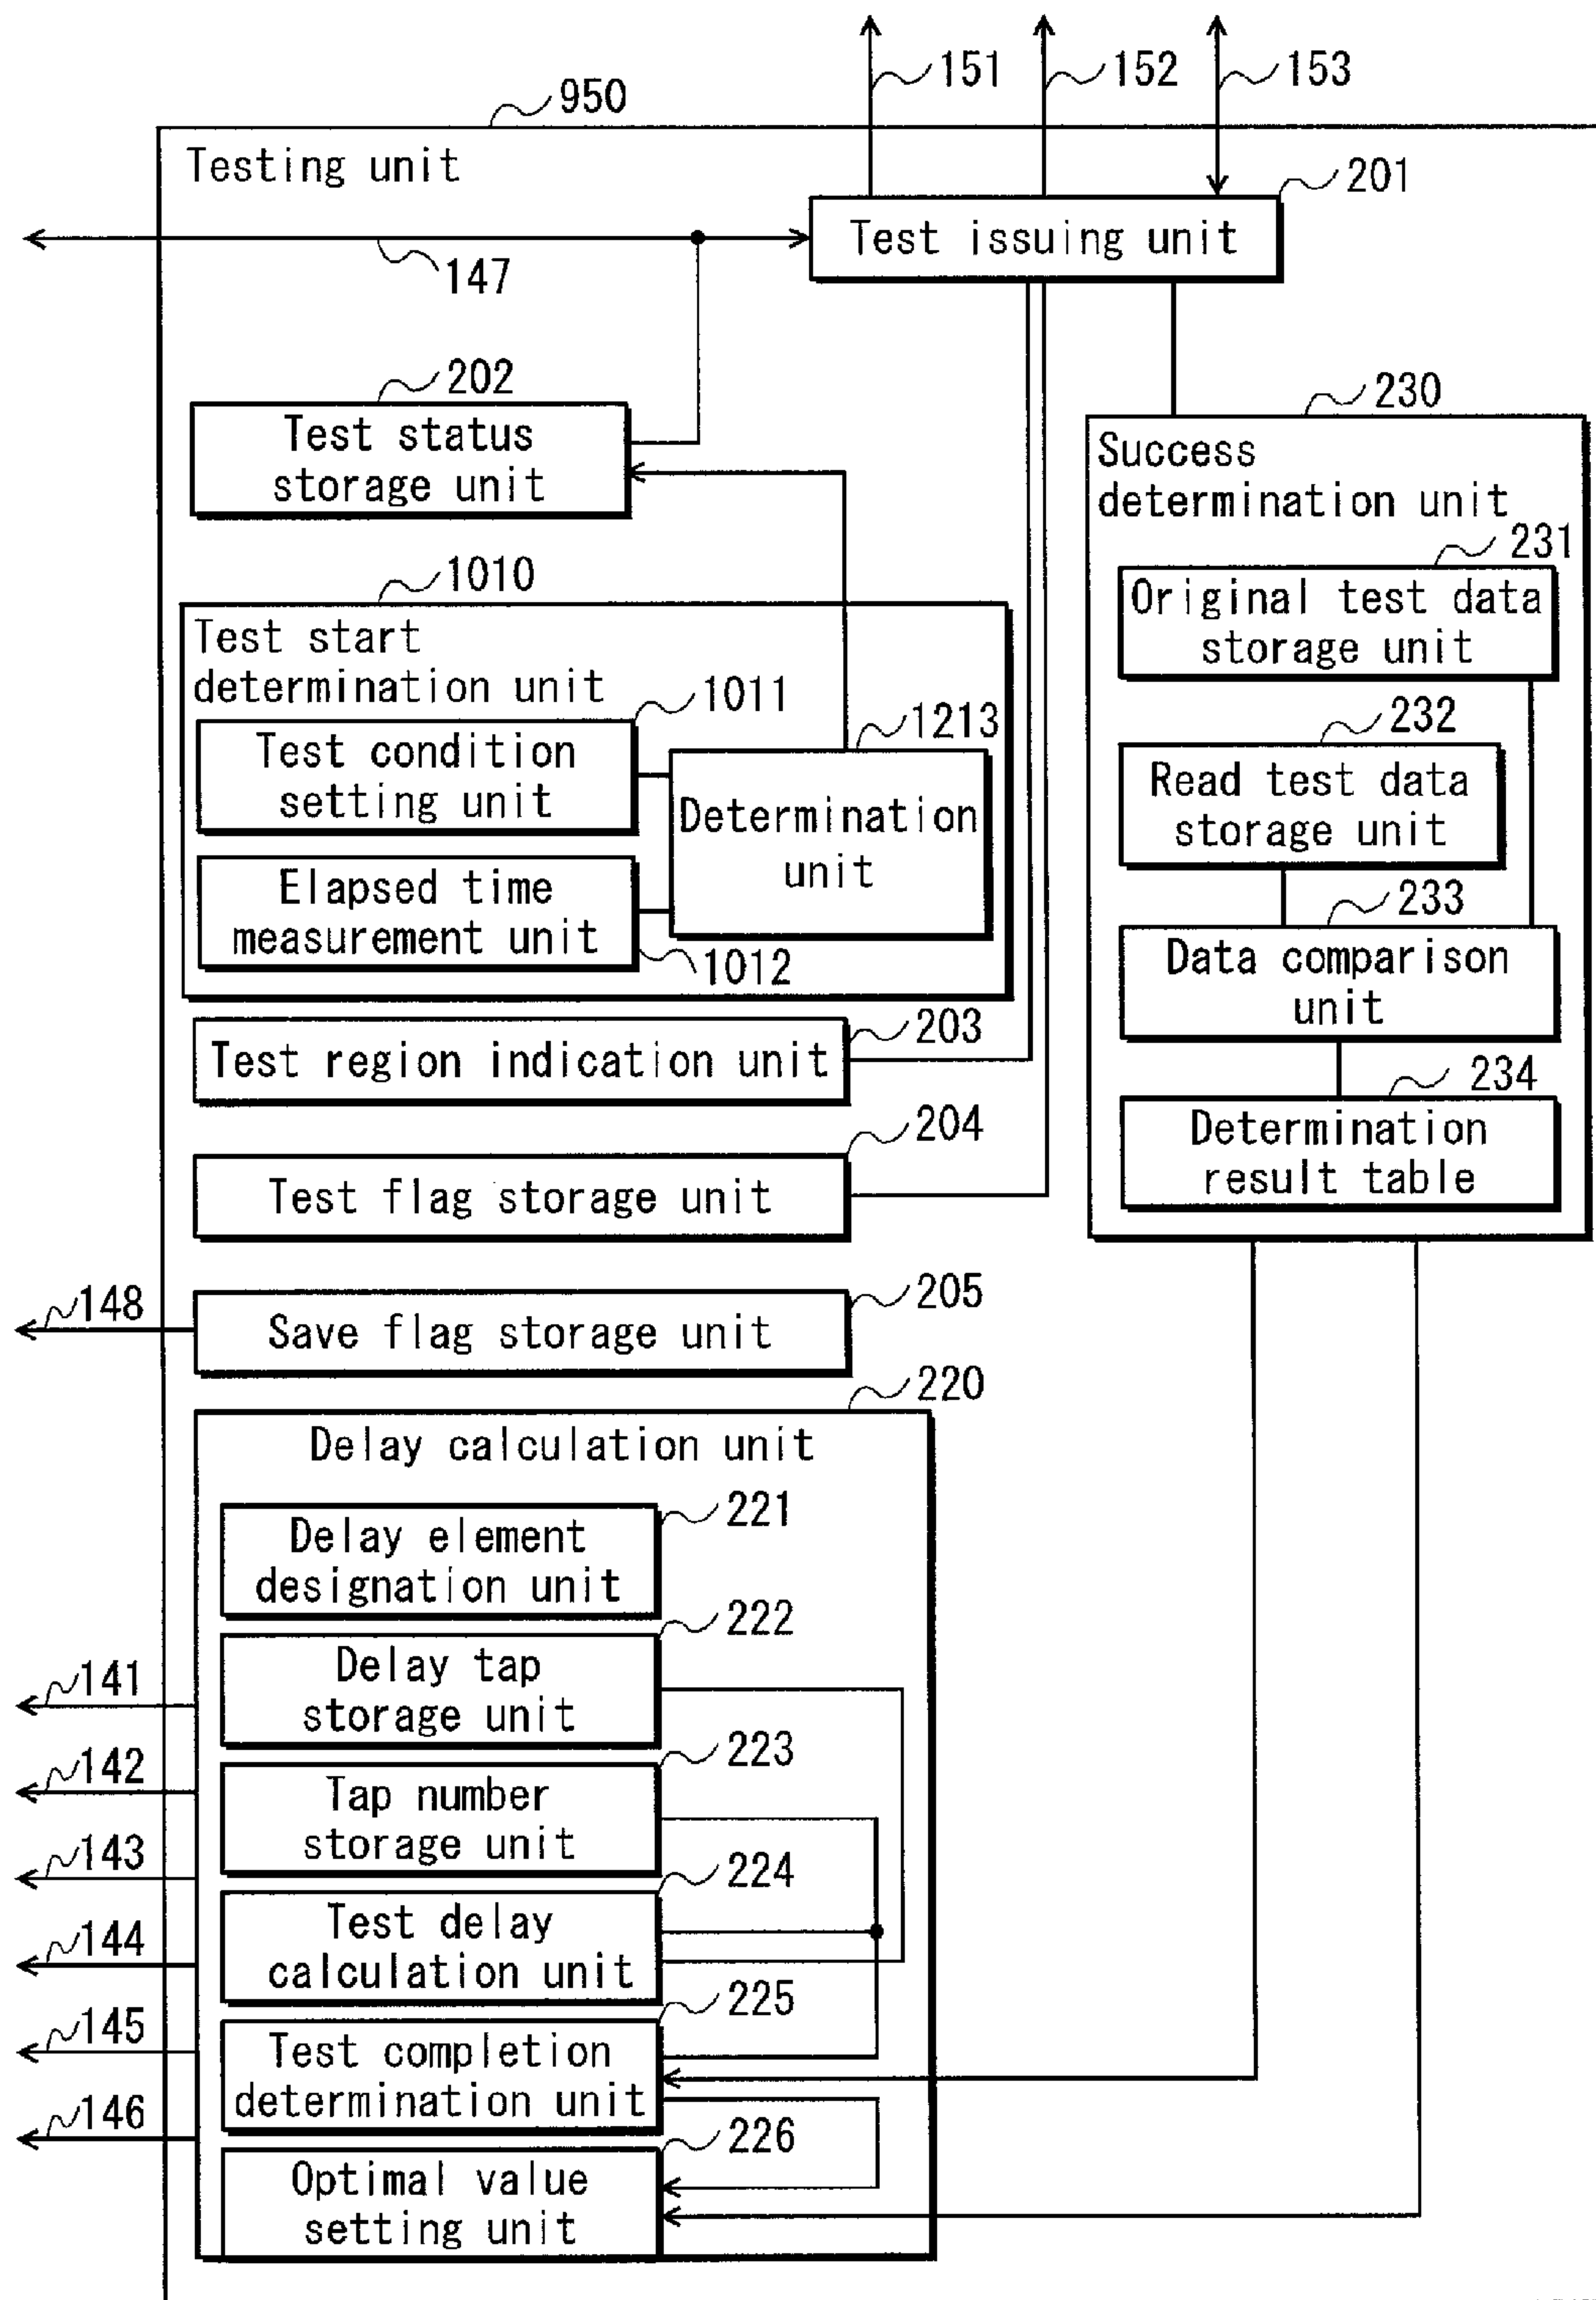 151
152
153
950
Testing unit
201
Test issuing unit
147
202
Test status
storage unit
230
Success
determination unit
231
Original test data
storage unit
1010
Test start
determination unit
1011
Test condition
setting unit
1213
Determination
unit
232
Read test data
storage unit
Elapsed time
measurement unit
1012
233
Data comparison
unit
203
Test region indication unit
234
Determination
result table
204
Test flag storage unit
148
205
Save flag storage unit
220
Delay calculation unit
221
Delay element
designation unit
222
Delay tap
storage unit
141
223
Tap number
storage unit
142
143
224
Test delay
calculation unit
144
225
Test completion
determination unit
145
146
226
Optimal value
setting unit